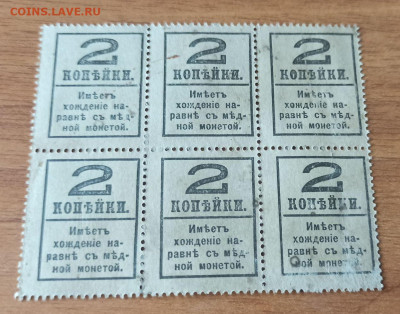 COINS.LAVE.RU
2 2 2
КОПѢЙКИ. КОПѢЙКИ. КОПѢЙКИ.
Имѣетъ Имѣетъ Имѣетъ
хожденіе на- хожденіе на- хожденіе на-
равнѣ съ мѣд- равнѣ съ мѣд- равнѣ съ мѣд-
ной монетой. ной монетой. ной монетой.
2 2 2
КОПѢЙКИ. КОПѢЙКИ. КОПѢЙКИ.
Имѣетъ Имѣетъ Имѣетъ
хожденіе на- хожденіе на- хожденіе на-
равнѣ съ мѣд- равнѣ съ мѣд- равнѣ съ мѣд-
ной монетой. ной монетой. ной монетой.